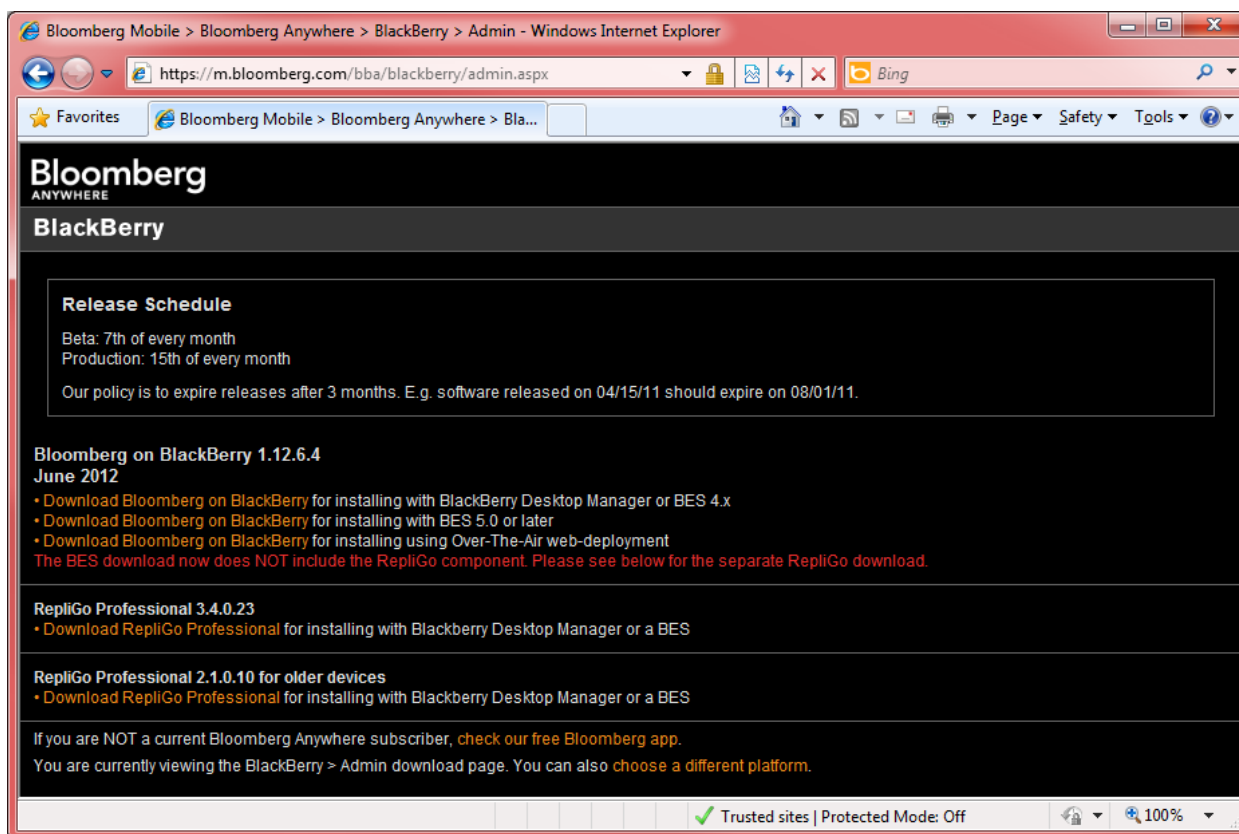 Bloomberg Mobile > Bloomberg Anywhere > BlackBerry > Admin - Windows Internet Explorer
https://m.bloomberg.com/bba/blackberry/admin.aspx
Bing
Favorites
Bloomberg Mobile > Bloomberg Anywhere > Bla...
Page Safety Tools
Bloomberg
ANYWHERE
BlackBerry
Release Schedule
Beta: 7th of every month
Production: 15th of every month
Our policy is to expire releases after 3 months. E.g. software released on 04/15/11 should expire on 08/01/11.
Bloomberg on BlackBerry 1.12.6.4
June 2012
• Download Bloomberg on BlackBerry for installing with BlackBerry Desktop Manager or BES 4.x
• Download Bloomberg on BlackBerry for installing with BES 5.0 or later
• Download Bloomberg on BlackBerry for installing using Over-The-Air web-deployment
The BES download now does NOT include the RepliGo component. Please see below for the separate RepliGo download.
RepliGo Professional 3.4.0.23
• Download RepliGo Professional for installing with Blackberry Desktop Manager or a BES
RepliGo Professional 2.1.0.10 for older devices
• Download RepliGo Professional for installing with Blackberry Desktop Manager or a BES
If you are NOT a current Bloomberg Anywhere subscriber, check our free Bloomberg app.
You are currently viewing the BlackBerry > Admin download page. You can also choose a different platform.
Trusted sites | Protected Mode: Off
100%